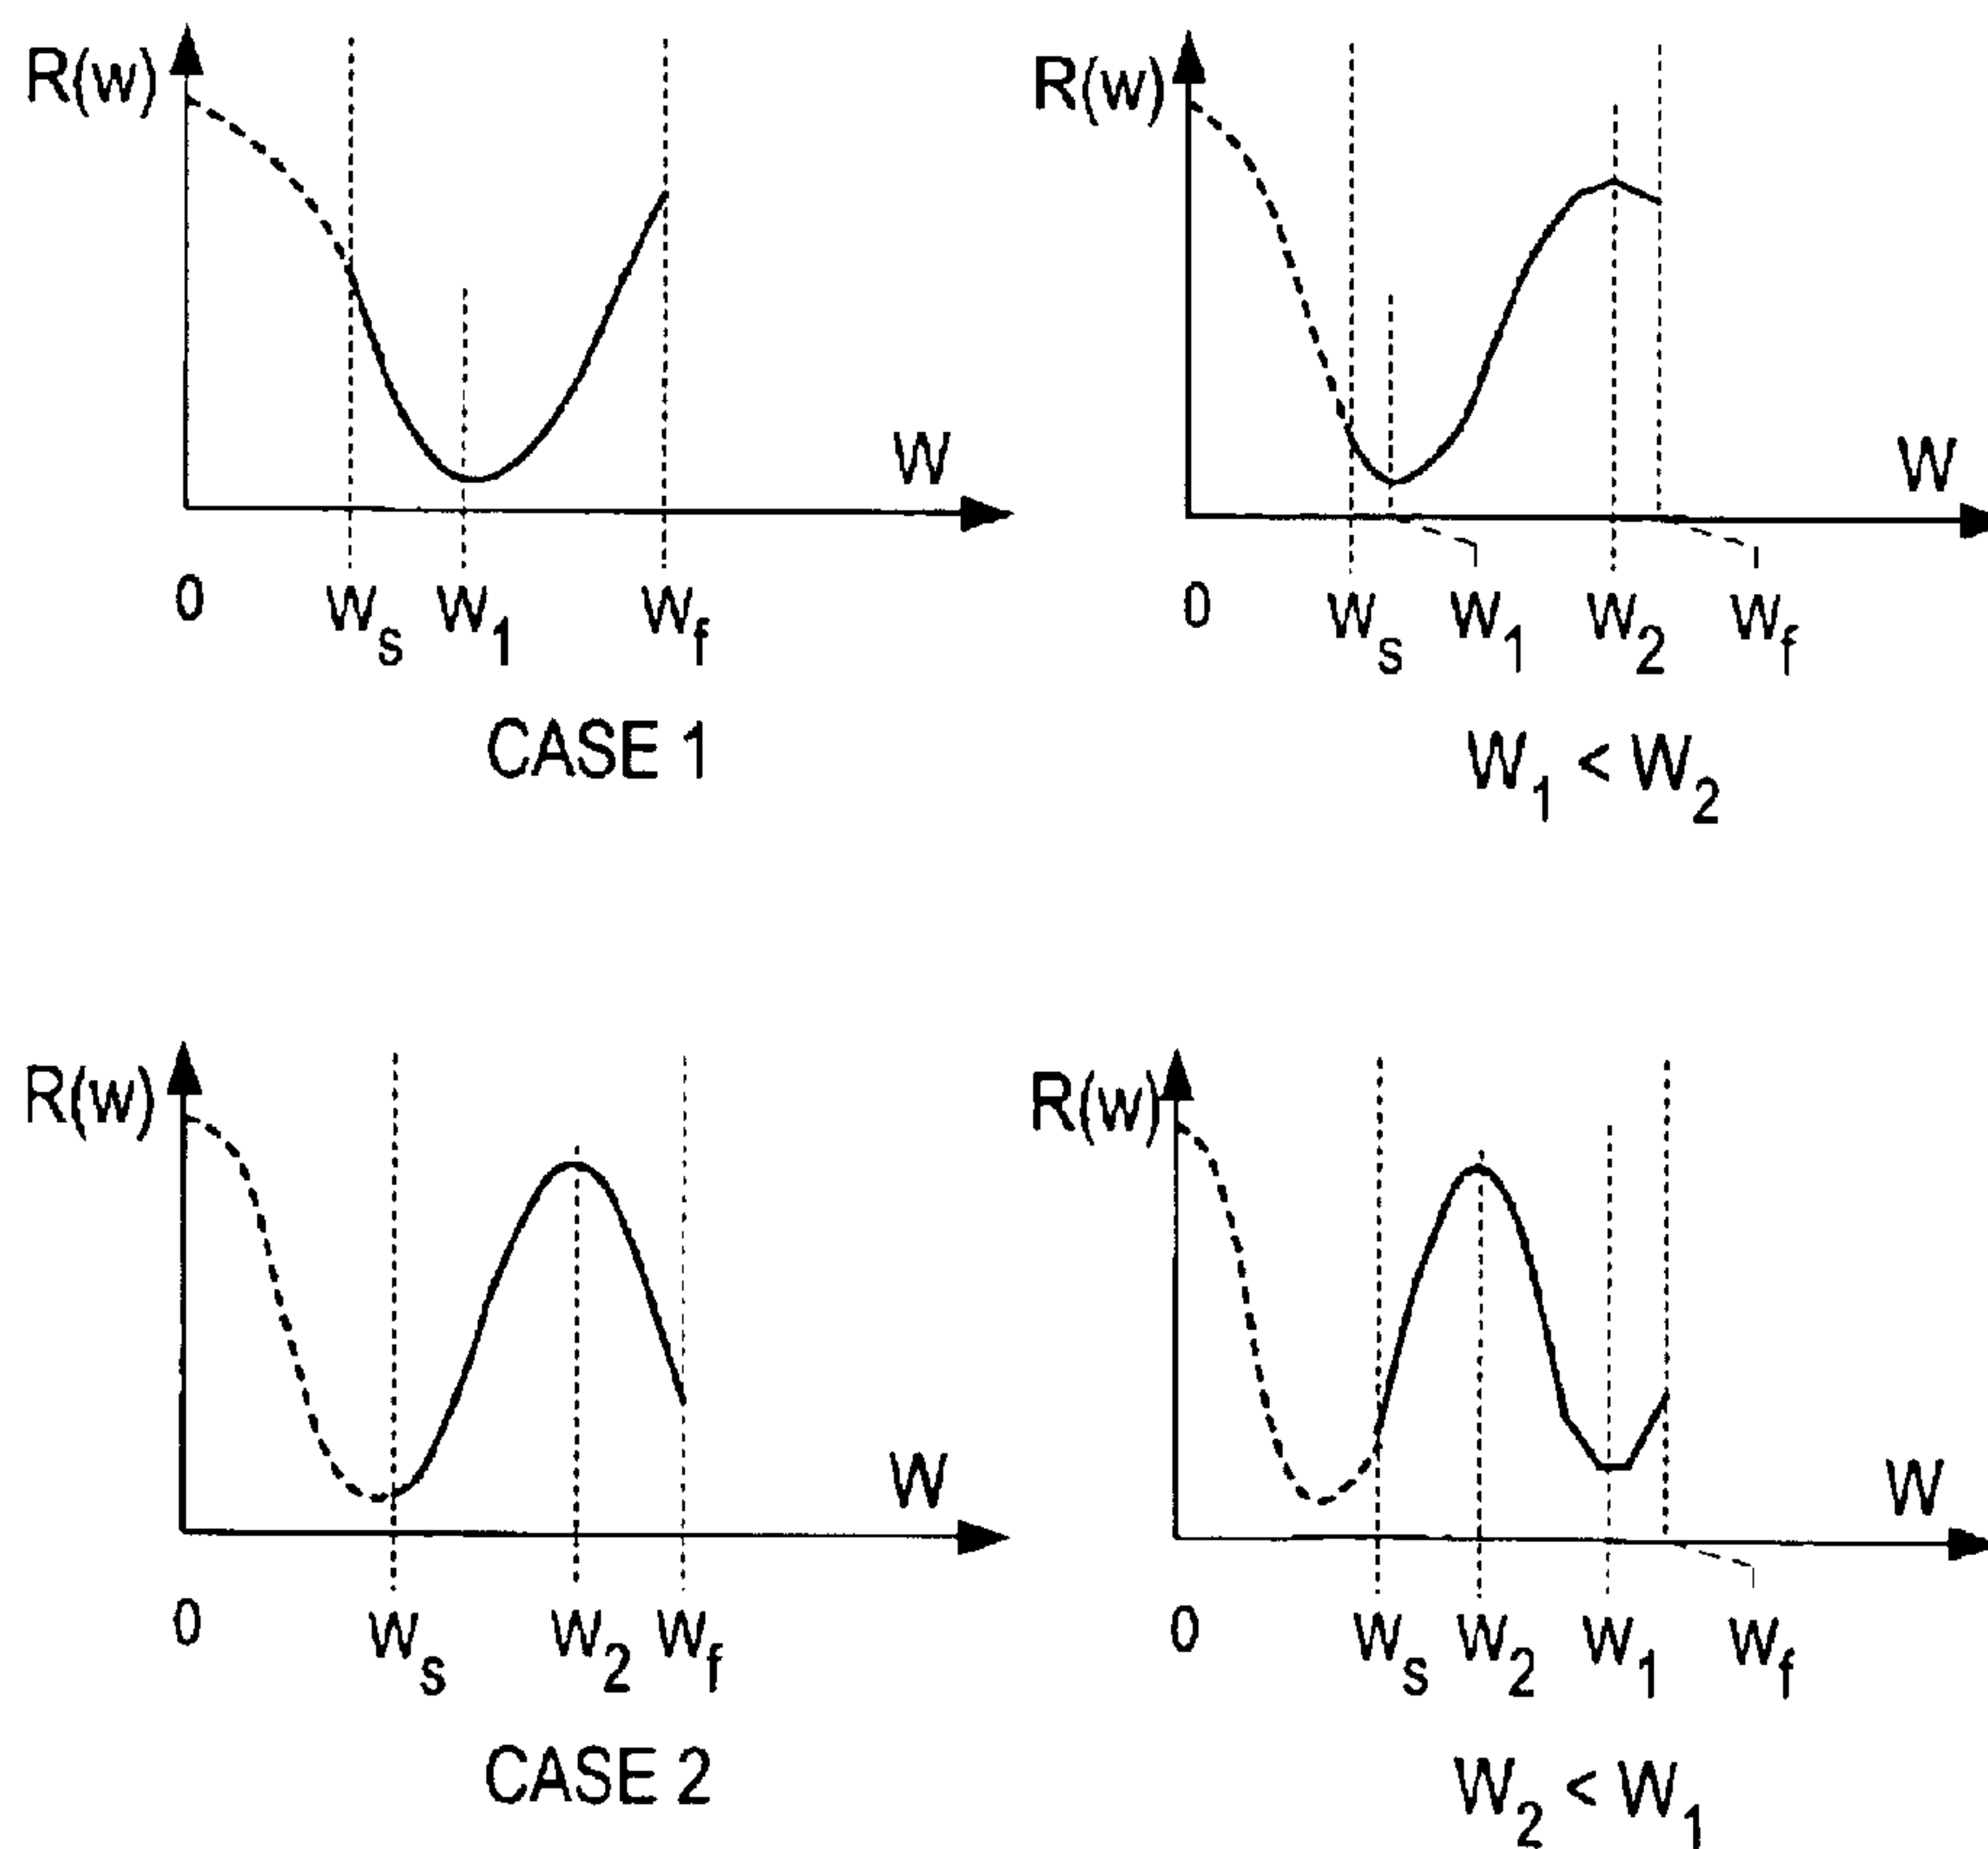 R(w)
W
0 Ws W1 Wf
CASE 1
R(w)
W
0 Ws W1 W2 Wf
W1 < W2
R(w)
W
0 Ws W2 Wf
CASE 2
R(w)
W
0 Ws W2 W1 Wf
W2 < W1